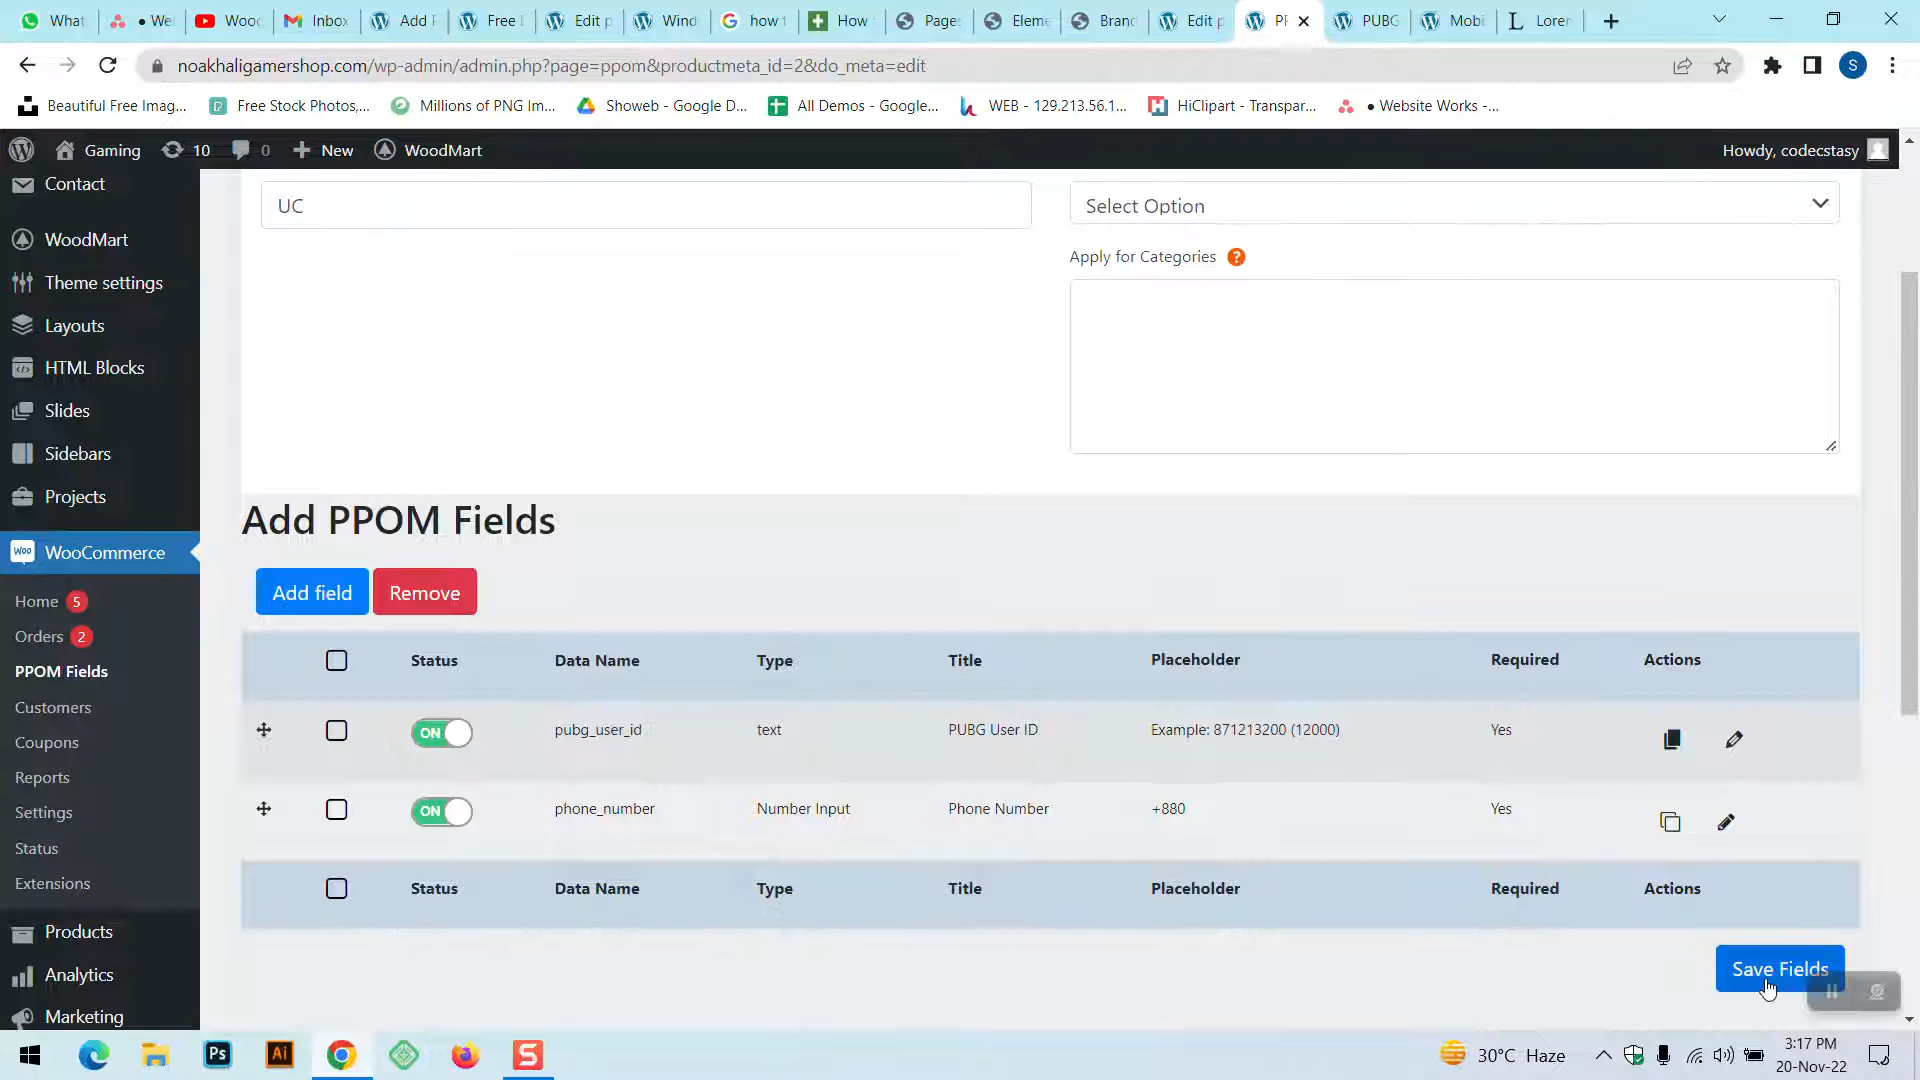 What
• We
Wooc
Inbox
Add P
Free D
Edit p
Wind
how t
How
Page
Eleme
Branc
Edit p
PP
PUBG
Mobi
Loren
noakhaligamershop.com/wp-admin/admin.php?page=ppom&productmeta_id=2&do_meta=edit
S
Beautiful Free Imag...
Free Stock Photos,...
Millions of PNG Im...
Showeb - Google D...
All Demos - Google...
WEB - 129.213.56.1...
HiClipart - Transpar...
• Website Works -...
Gaming
10
0
New
WoodMart
Howdy, codecstasy
Contact
WoodMart
Theme settings
Layouts
HTML Blocks
Slides
Sidebars
Projects
Woo WooCommerce
Home 5
Orders 2
PPOM Fields
Customers
Coupons
Reports
Settings
Status
Extensions
Products
Analytics
Marketing
UC
Select Option
Apply for Categories ?
Add PPOM Fields
Add field
Remove
Status Data Name Type Title Placeholder Required Actions
ON pubg_user_id text PUBG User ID Example: 871213200 (12000) Yes
ON phone_number Number Input Phone Number +880 Yes
Status Data Name Type Title Placeholder Required Actions
Save Fields
Ps
Ai
S
30°C Haze
3:17 PM
20-Nov-22